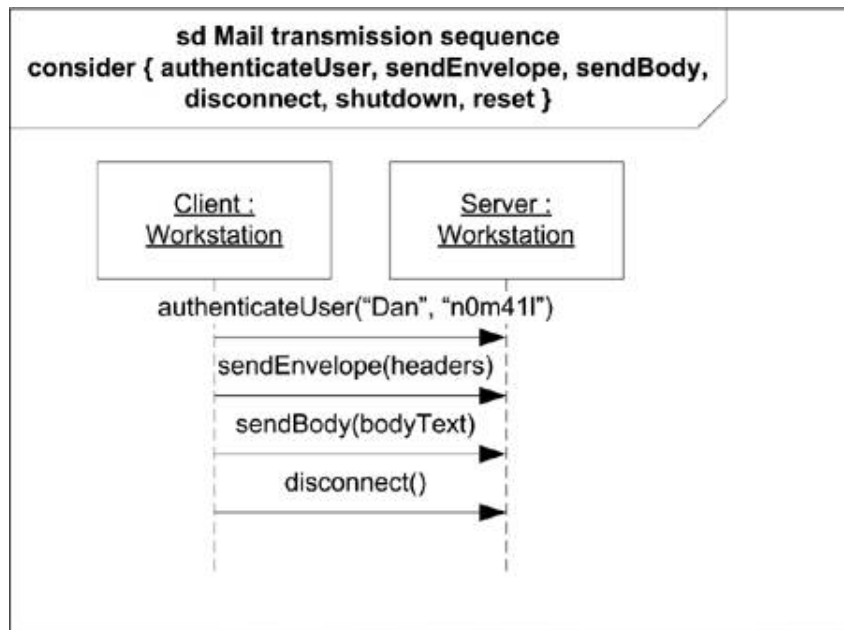 sd Mail transmission sequence
consider { authenticateUser, sendEnvelope, sendBody,
disconnect, shutdown, reset }
Client :
Workstation
Server :
Workstation
authenticateUser(“Dan”, “n0m41l”)
sendEnvelope(headers)
sendBody(bodyText)
disconnect()